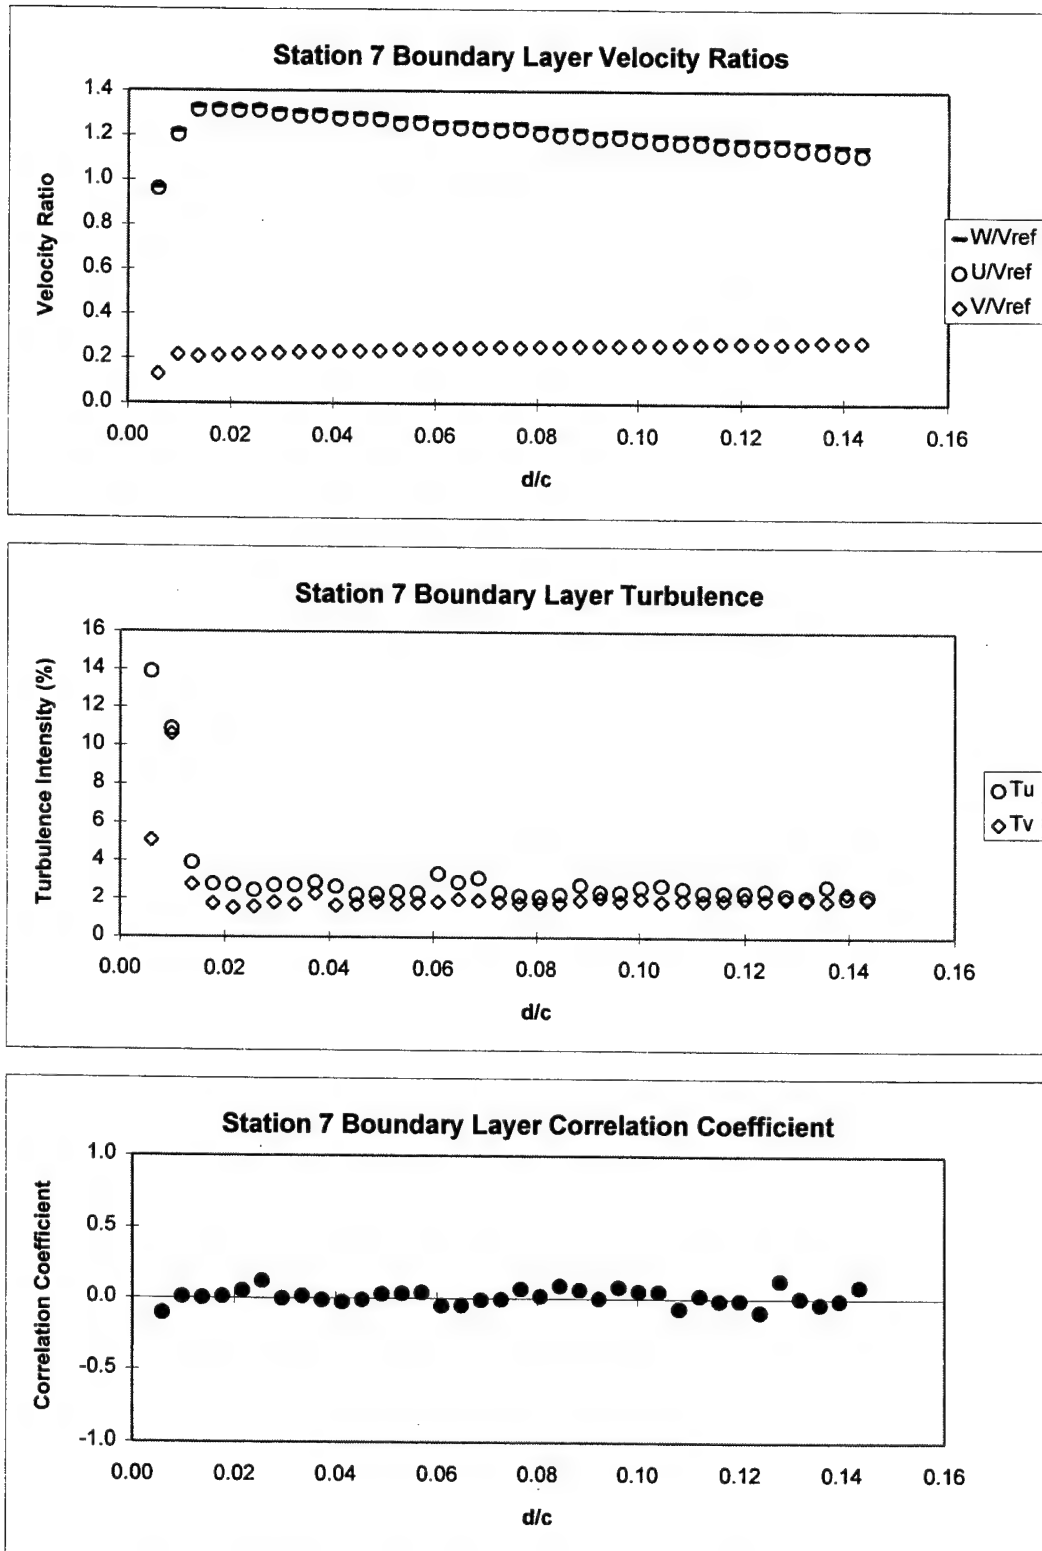 Station 7 Boundary Layer Velocity Ratios
1.4
1.2
1.0
0.8
0.6
0.4
0.2
0.0
Velocity Ratio
0.00 0.02 0.04 0.06 0.08 0.10 0.12 0.14 0.16
d/c
W/Vref
U/Vref
V/Vref
Station 7 Boundary Layer Turbulence
16
14
12
10
8
6
4
2
0
Turbulence Intensity (%)
0.00 0.02 0.04 0.06 0.08 0.10 0.12 0.14 0.16
d/c
Tu
Tv
Station 7 Boundary Layer Correlation Coefficient
1.0
0.5
0.0
-0.5
-1.0
Correlation Coefficient
0.00 0.02 0.04 0.06 0.08 0.10 0.12 0.14 0.16
d/c